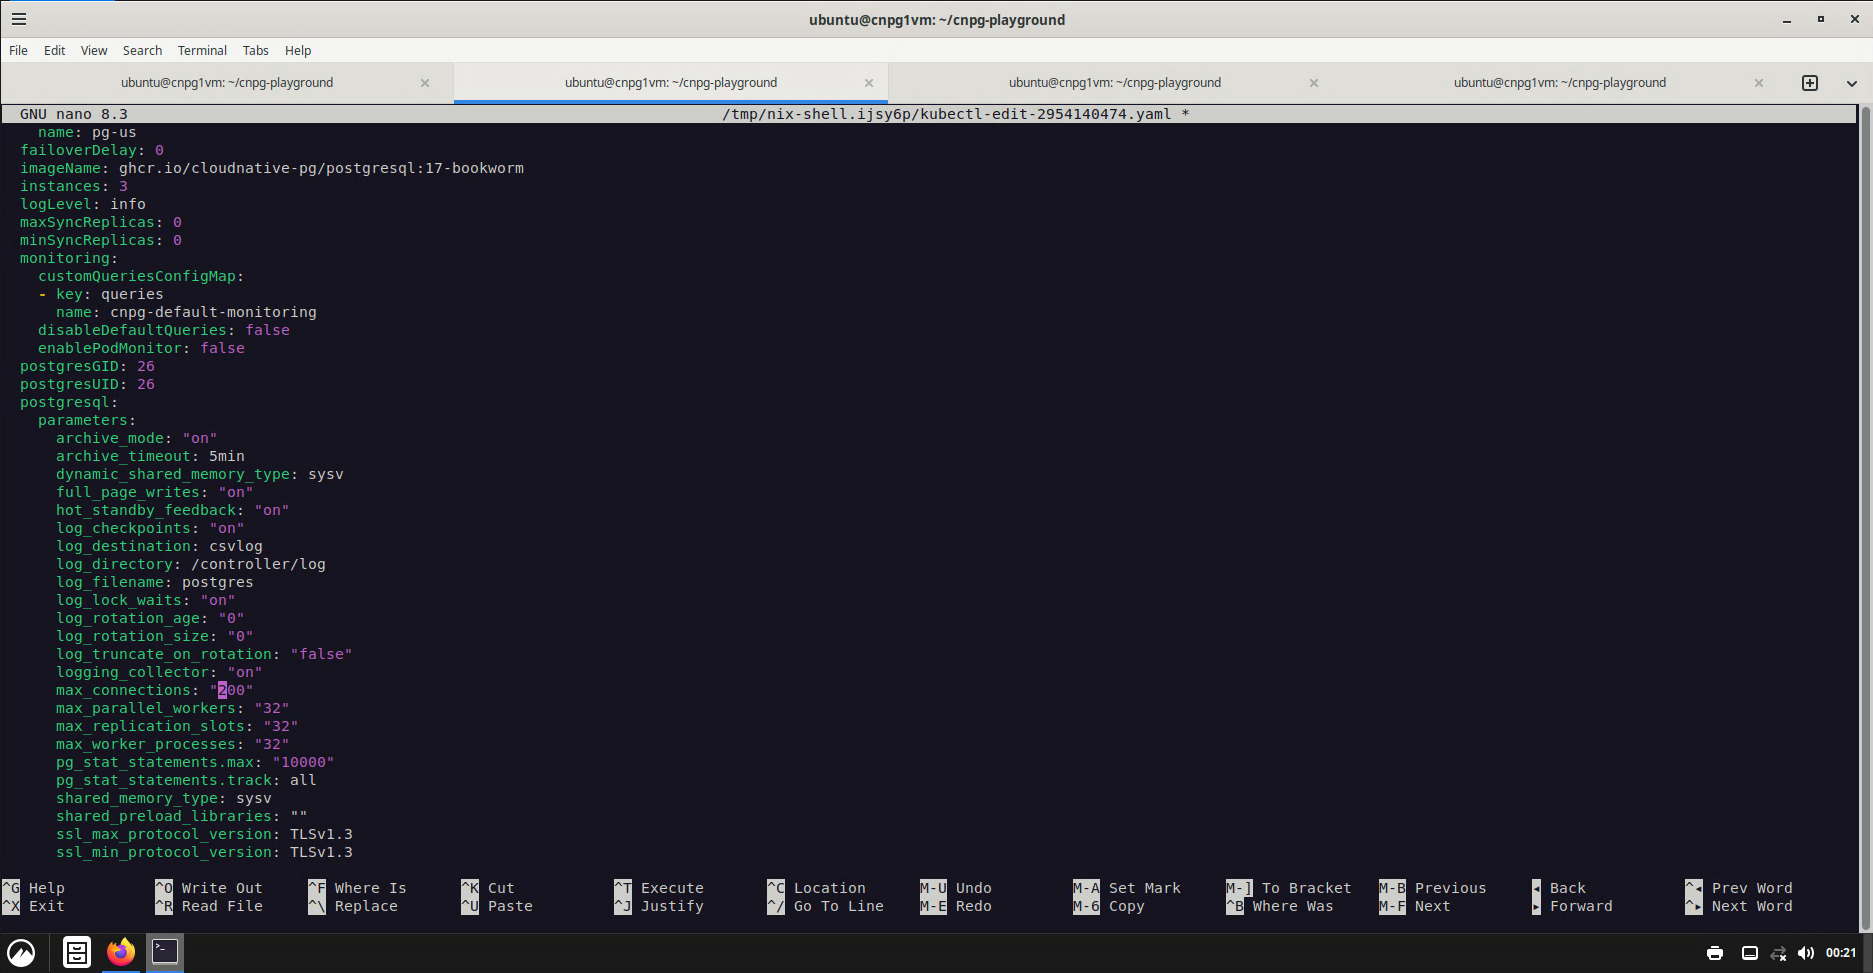 ubuntu@cnpg1vm: ~/cnpg-playground
File Edit View Search Terminal Tabs Help
ubuntu@cnpg1vm: ~/cnpg-playground ubuntu@cnpg1vm: ~/cnpg-playground ubuntu@cnpg1vm: ~/cnpg-playground ubuntu@cnpg1vm: ~/cnpg-playground
GNU nano 8.3 /tmp/nix-shell.ijsy6p/kubectl-edit-2954140474.yaml *
name: pg-us
failoverDelay: 0
imageName: ghcr.io/cloudnative-pg/postgresql:17-bookworm
instances: 3
logLevel: info
maxSyncReplicas: 0
minSyncReplicas: 0
monitoring:
customQueriesConfigMap:
- key: queries
name: cnpg-default-monitoring
disableDefaultQueries: false
enablePodMonitor: false
postgresGID: 26
postgresUID: 26
postgresql:
parameters:
archive_mode: "on"
archive_timeout: 5min
dynamic_shared_memory_type: sysv
full_page_writes: "on"
hot_standby_feedback: "on"
log_checkpoints: "on"
log_destination: csvlog
log_directory: /controller/log
log_filename: postgres
log_lock_waits: "on"
log_rotation_age: "0"
log_rotation_size: "0"
log_truncate_on_rotation: "false"
logging_collector: "on"
max_connections: "200"
max_parallel_workers: "32"
max_replication_slots: "32"
max_worker_processes: "32"
pg_stat_statements.max: "10000"
pg_stat_statements.track: all
shared_memory_type: sysv
shared_preload_libraries: ""
ssl_max_protocol_version: TLSv1.3
ssl_min_protocol_version: TLSv1.3
^G Help ^O Write Out ^F Where Is ^K Cut ^T Execute ^C Location M-U Undo M-A Set Mark M-] To Bracket M-B Previous ◂ Back ^◂ Prev Word
^X Exit ^R Read File ^\ Replace ^U Paste ^J Justify ^/ Go To Line M-E Redo M-6 Copy ^B Where Was M-F Next ▸ Forward ^▸ Next Word
00:21